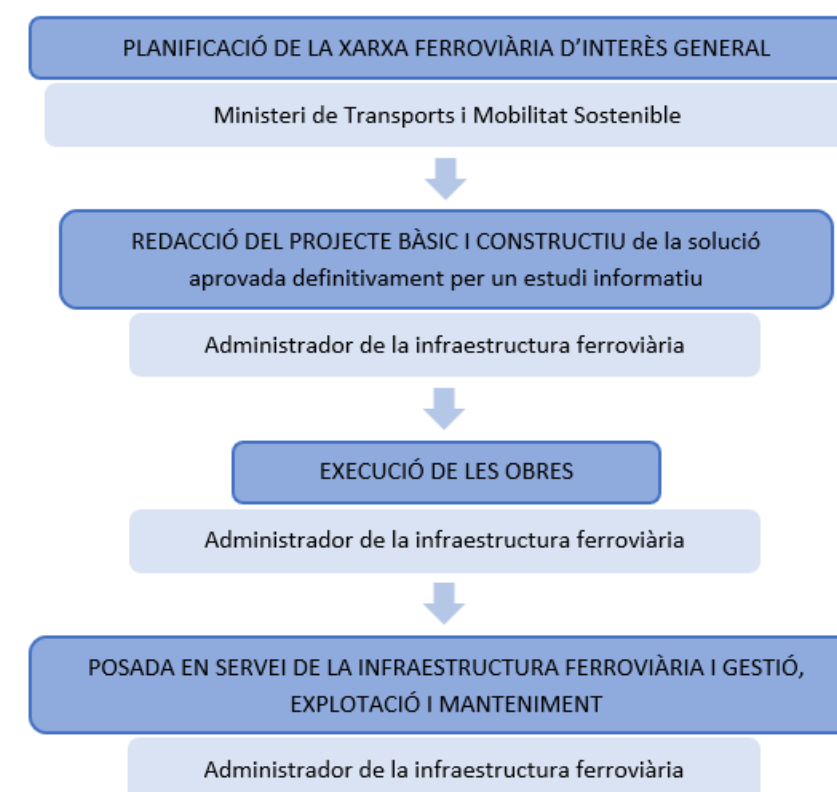 PLANIFICACIÓ DE LA XARXA FERROVIÀRIA D'INTERÈS GENERAL
Ministeri de Transports i Mobilitat Sostenible
REDACCIÓ DEL PROJECTE BÀSIC I CONSTRUCTIU de la solució
aprovada definitivament per un estudi informatiu
Administrador de la infraestructura ferroviària
EXECUCIÓ DE LES OBRES
Administrador de la infraestructura ferroviària
POSADA EN SERVEI DE LA INFRAESTRUCTURA FERROVIÀRIA I GESTIÓ,
EXPLOTACIÓ I MANTENIMENT
Administrador de la infraestructura ferroviària